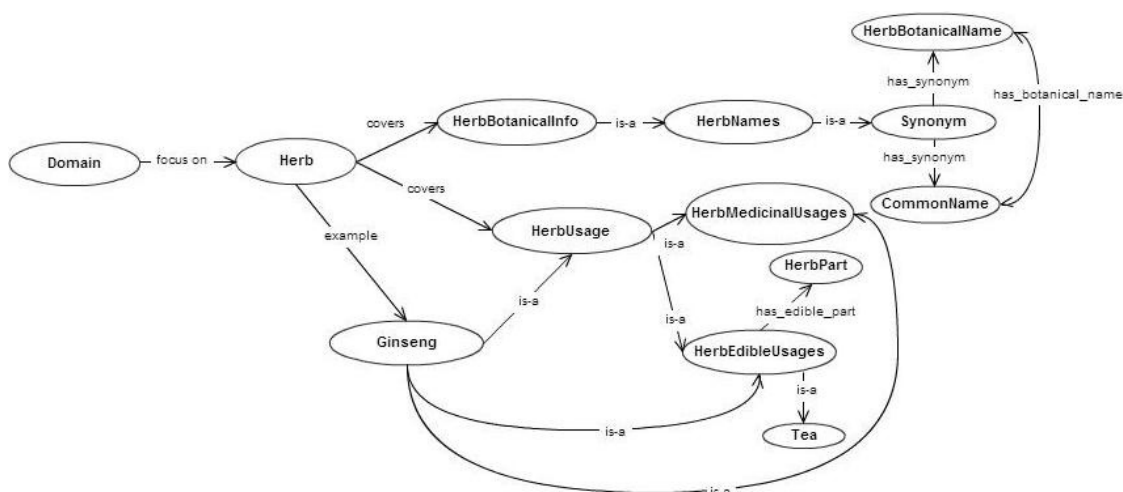 HerbBotanicalName
has_synonym
has_botanical_name
covers
HerbBotanicalInfo
is-a
HerbNames
is-a
Synonym
Domain
focus on
Herb
has_synonym
covers
CommonName
HerbMedicinalUsages
example
HerbUsage
is-a
HerbPart
is-a
has_edible_part
is-a
Ginseng
HerbEdibleUsages
is-a
is-a
Tea
is-a